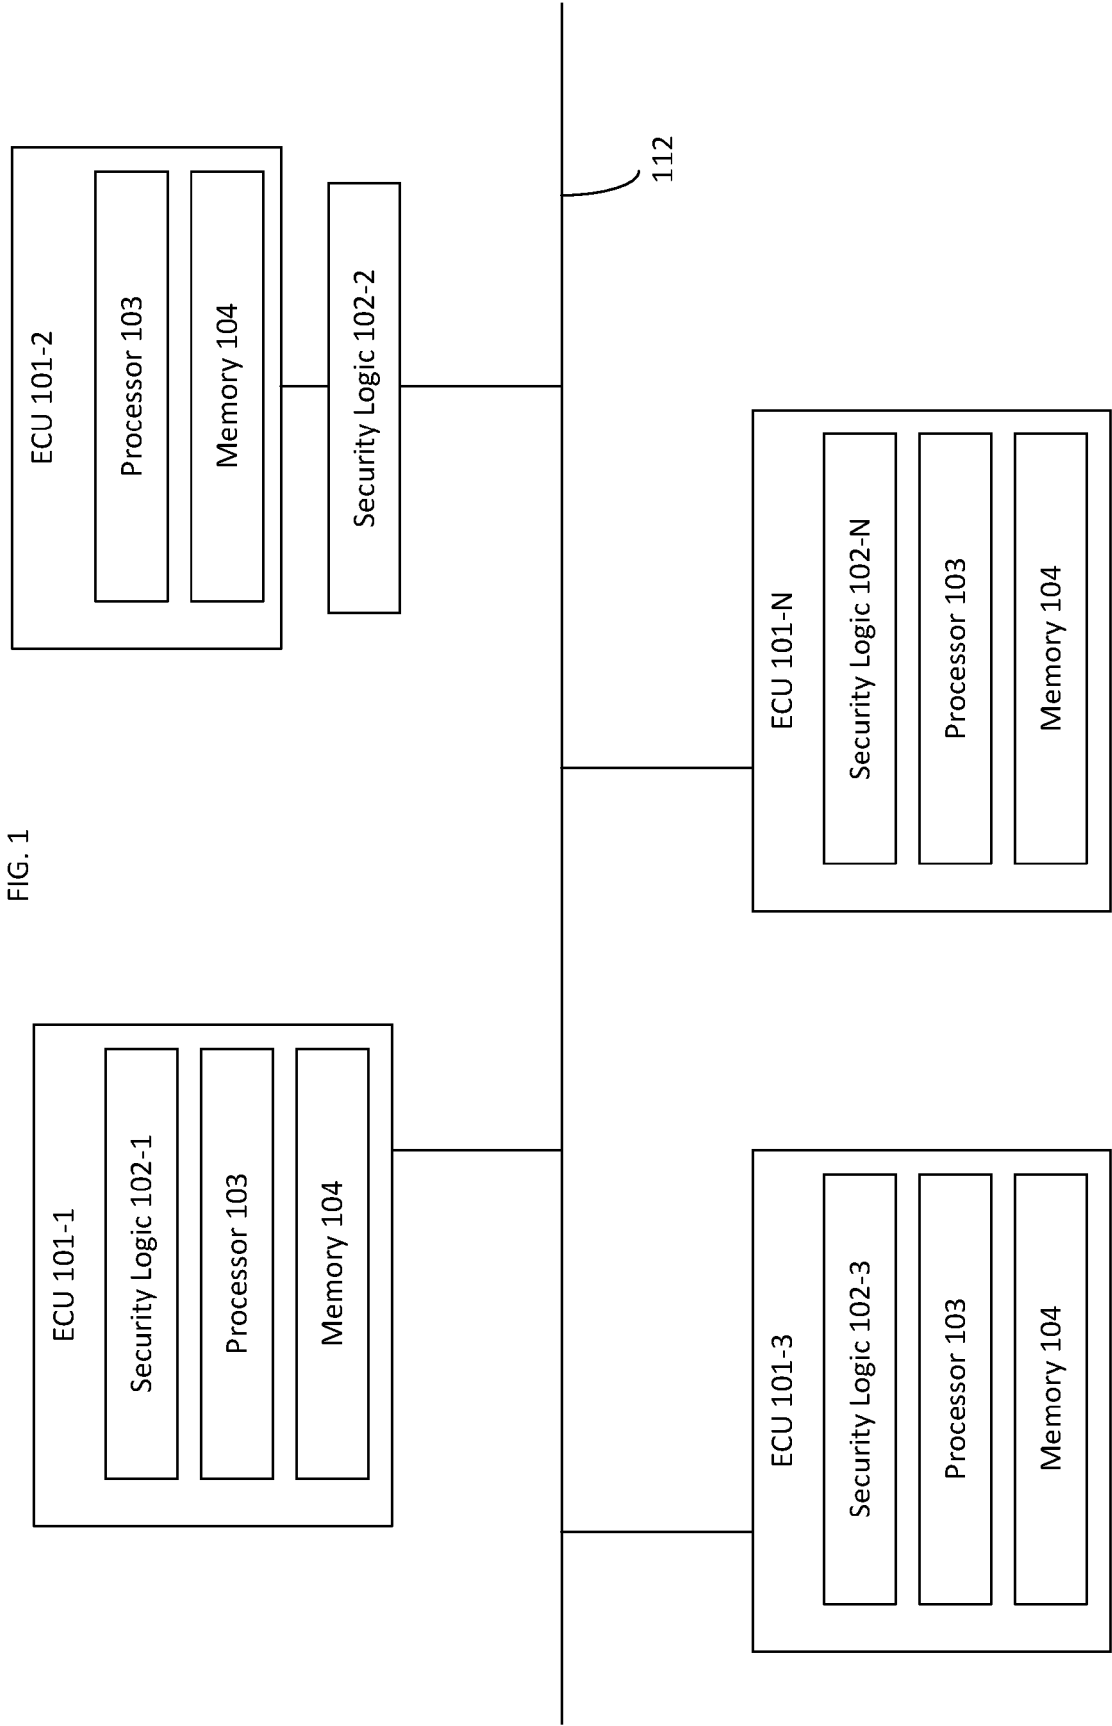 FIG. 1
ECU 101-1
Security Logic 102-1
Processor 103
Memory 104
ECU 101-2
Processor 103
Memory 104
Security Logic 102-2
112
ECU 101-3
Security Logic 102-3
Processor 103
Memory 104
ECU 101-N
Security Logic 102-N
Processor 103
Memory 104